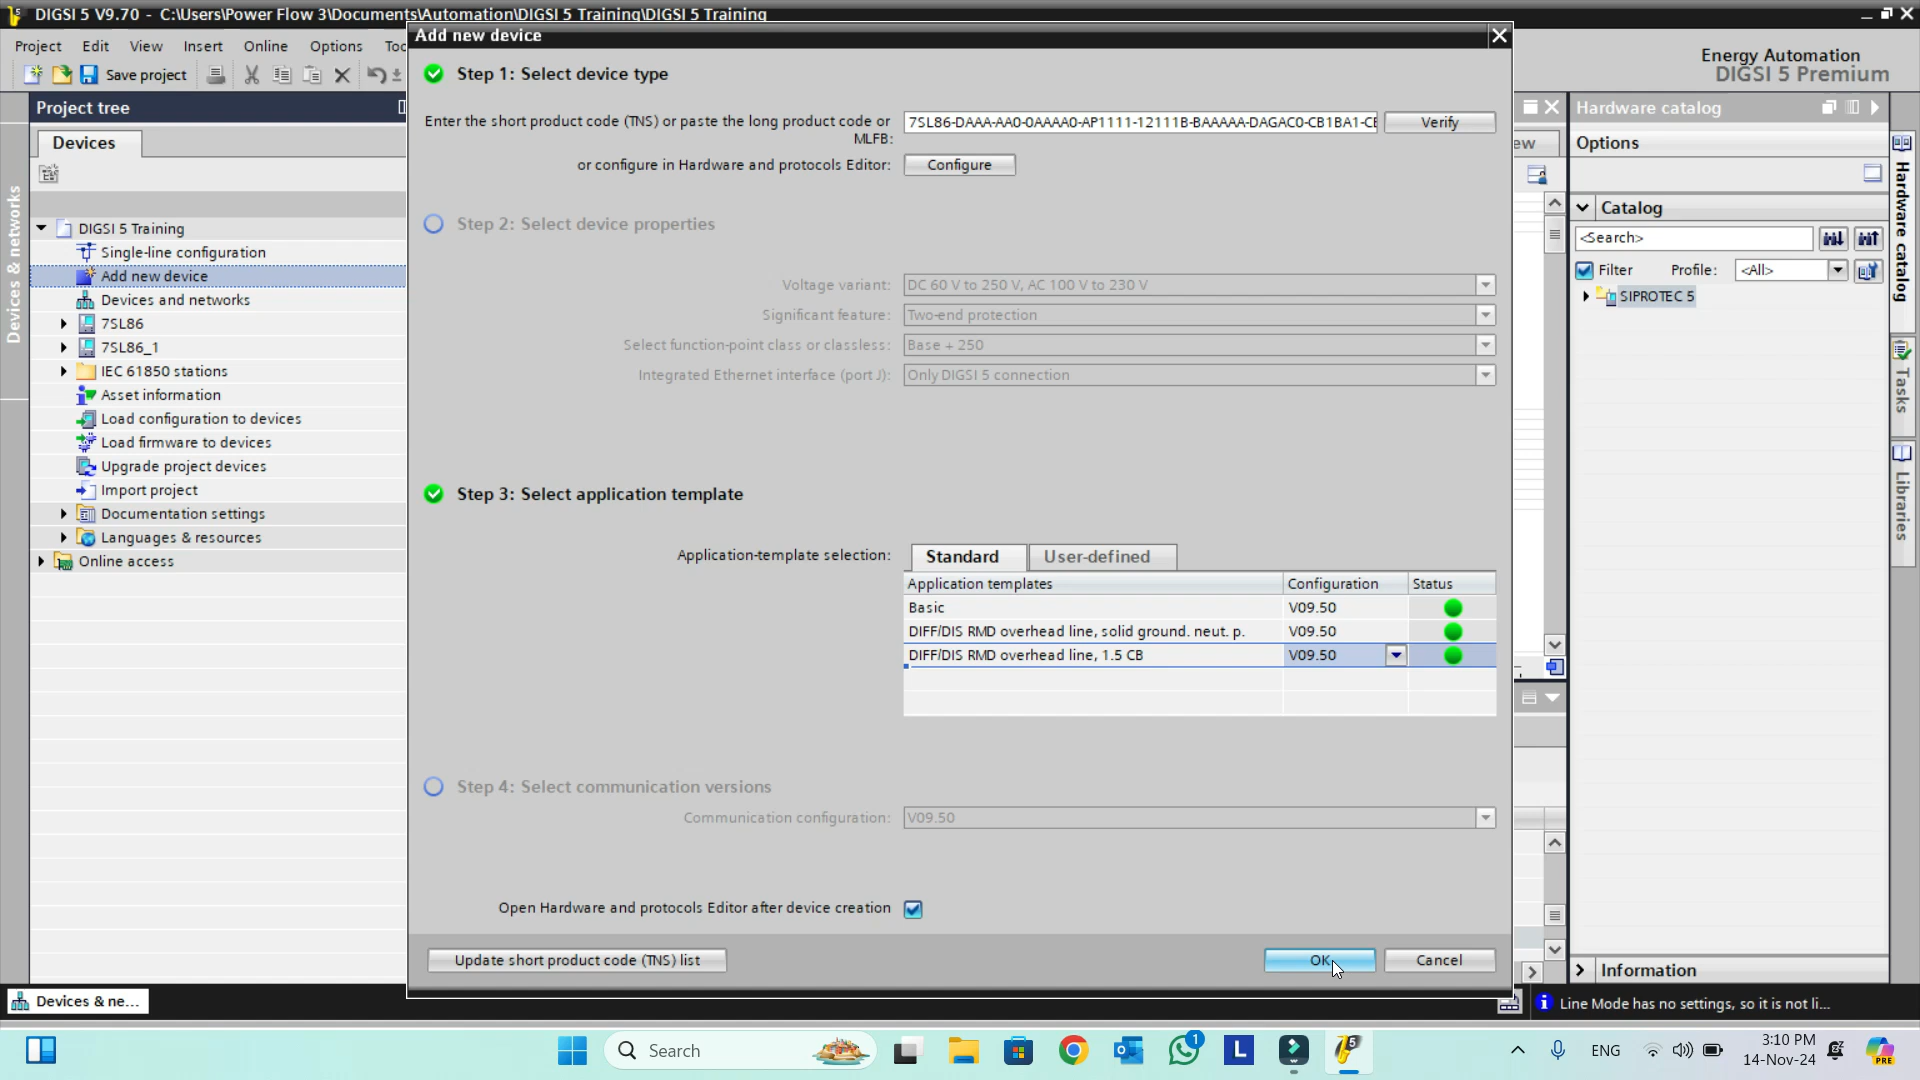 DIGSI 5 V9.70 - C:\Users\Power Flow 3\Documents\Automation\DIGSI 5 Training\DIGSI 5 Training
Project Edit View Insert Online Options
Energy Automation
DIGSI 5 Premium
Save project
Project tree
Devices
Devices & networks
DIGSI 5 Training
Single-line configuration
Add new device
Devices and networks
7SL86
7SL86_1
IEC 61850 stations
Asset information
Load configuration to devices
Load firmware to devices
Upgrade project devices
Import project
Documentation settings
Languages & resources
Online access
Add new device
Step 1: Select device type
Enter the short product code (TNS) or paste the long product code or
MLFB:
7SL86-DAAA-AA0-0AAAA0-AP1111-12111B-BAAAAA-DAGAC0-CB1BA1-CE
Verify
or configure in Hardware and protocols Editor:
Configure
Step 2: Select device properties
Voltage variant: DC 60 V to 250 V, AC 100 V to 230 V
Significant feature: Two-end protection
Select function-point class or classless: Base + 250
Integrated Ethernet interface (port J): Only DIGSI 5 connection
Step 3: Select application template
Application-template selection: Standard User-defined
Application templates Configuration Status
Basic V09.50
DIFF/DIS RMD overhead line, solid ground. neut. p. V09.50
DIFF/DIS RMD overhead line, 1.5 CB V09.50
Step 4: Select communication versions
Communication configuration: V09.50
Open Hardware and protocols Editor after device creation
Update short product code (TNS) list OK Cancel
Hardware catalog
Options
Catalog
<Search>
Filter Profile: <All>
SIPROTEC 5
Information
Hardware catalog
Tasks
Libraries
Devices & ne...
Line Mode has no settings, so it is not li...
Search
1
5
ENG
3:10 PM
14-Nov-24
PRE